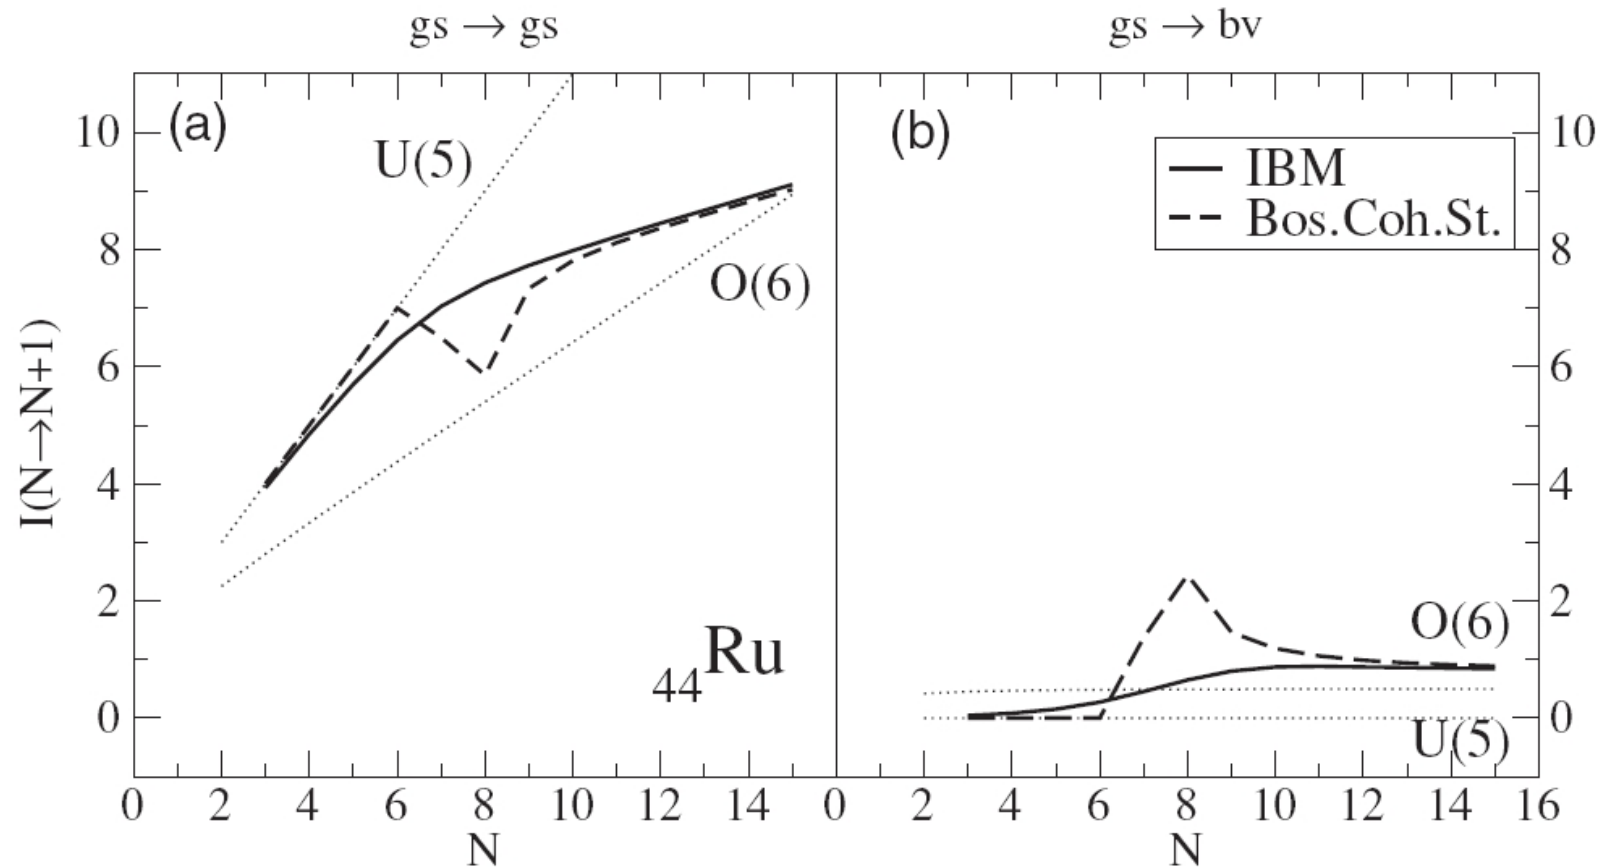 gs → gs
gs → bv
(a)
U(5)
O(6)
₄₄Ru
I(N→N+1)
10
8
6
4
2
0
0 2 4 6 8 10 12 14
N
(b)
IBM
Bos.Coh.St.
O(6)
U(5)
10
8
6
4
2
0
0 2 4 6 8 10 12 14 16
N